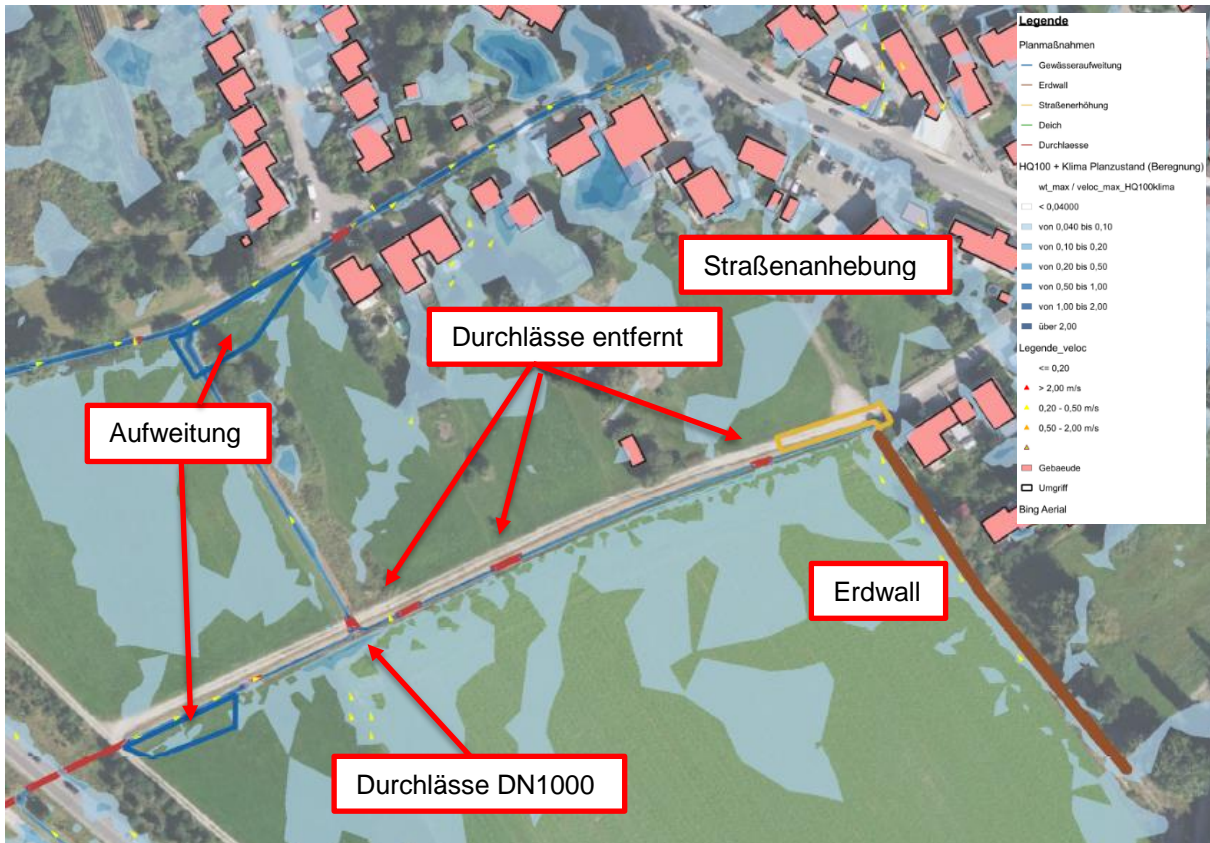 Straßenanhebung
Durchlässe entfernt
Aufweitung
Erdwall
Durchlässe DN1000
Legende
Planmaßnahmen
Gewässeraufweitung
Erdwall
Straßenerhöhung
Deich
Durchlaesse
HQ100 + Klima Planzustand (Beregnung)
wt_max / veloc_max_HQ100klima
< 0,04000
von 0,040 bis 0,10
von 0,10 bis 0,20
von 0,20 bis 0,50
von 0,50 bis 1,00
von 1,00 bis 2,00
über 2,00
Legende_veloc
<= 0,20
> 2,00 m/s
0,20 - 0,50 m/s
0,50 - 2,00 m/s
Gebaeude
Umgriff
Bing Aerial